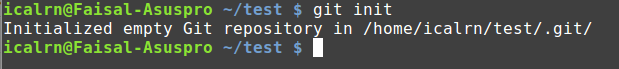 icalrn@Faisal-Asuspro ~/test $ git init
Initialized empty Git repository in /home/icalrn/test/.git/
icalrn@Faisal-Asuspro ~/test $